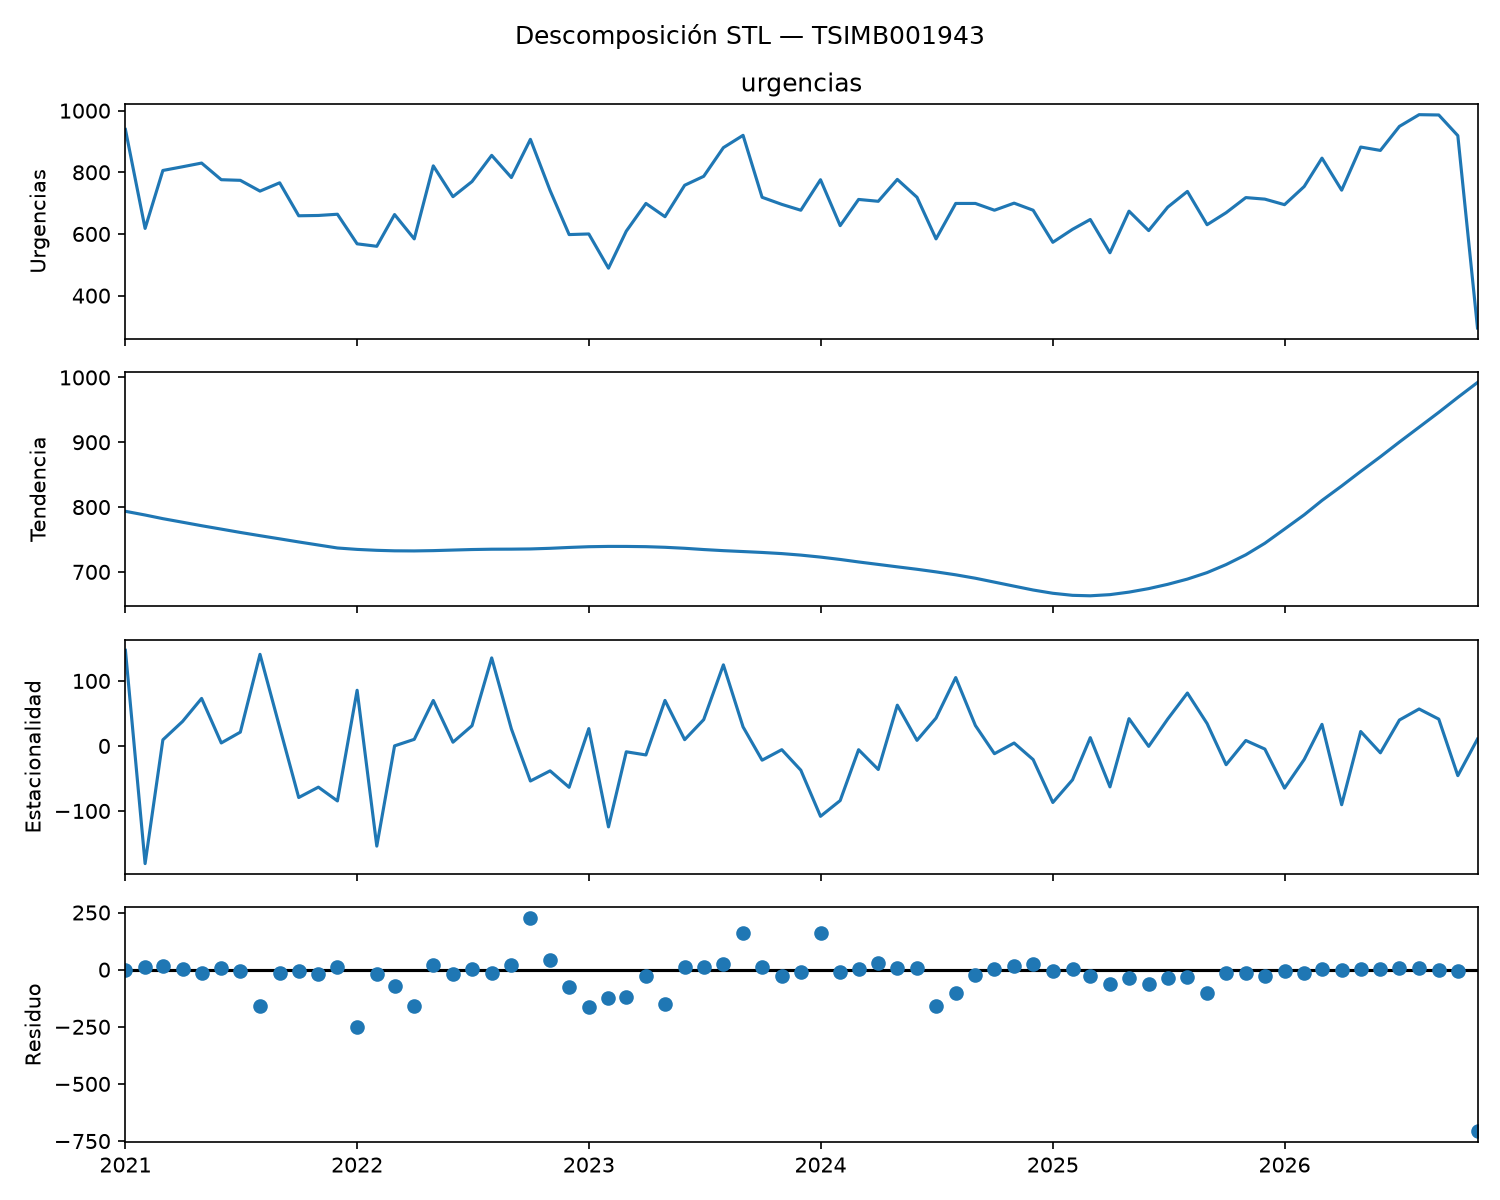 Descomposición STL — TSIMB001943
urgencias
Urgencias
1000
800
600
400
Tendencia
1000
900
800
700
Estacionalidad
100
0
−100
Residuo
250
0
−250
−500
−750
2021 2022 2023 2024 2025 2026